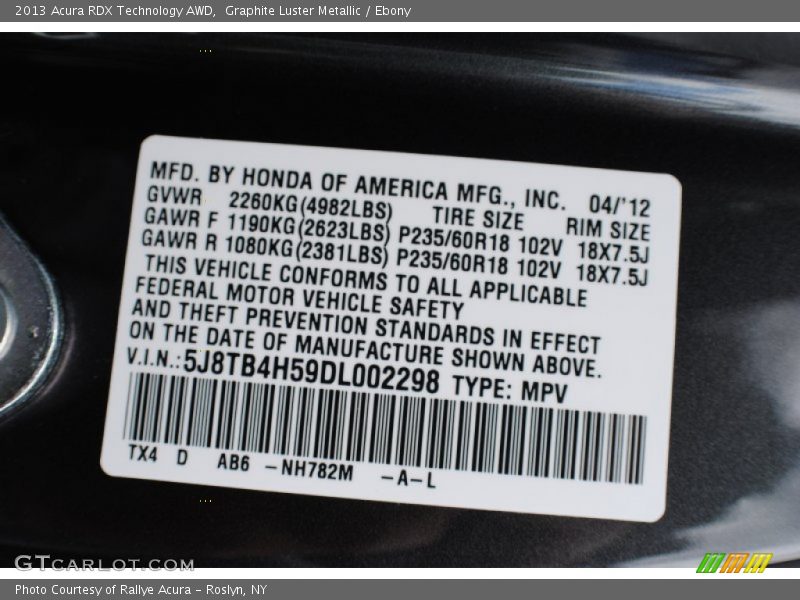 2013 Acura RDX Technology AWD,  Graphite Luster Metallic / Ebony
MFD. BY HONDA OF AMERICA MFG., INC. 04/'12
GVWR 2260KG(4982LBS) TIRE SIZE RIM SIZE
GAWR F 1190KG(2623LBS) P235/60R18 102V 18X7.5J
GAWR R 1080KG(2381LBS) P235/60R18 102V 18X7.5J
THIS VEHICLE CONFORMS TO ALL APPLICABLE
FEDERAL MOTOR VEHICLE SAFETY
AND THEFT PREVENTION STANDARDS IN EFFECT
ON THE DATE OF MANUFACTURE SHOWN ABOVE.
V.I.N.: 5J8TB4H59DL002298 TYPE: MPV
TX4 D AB6 -NH782M -A-L
GTCARLOT.COM
Photo Courtesy of Rallye Acura - Roslyn, NY